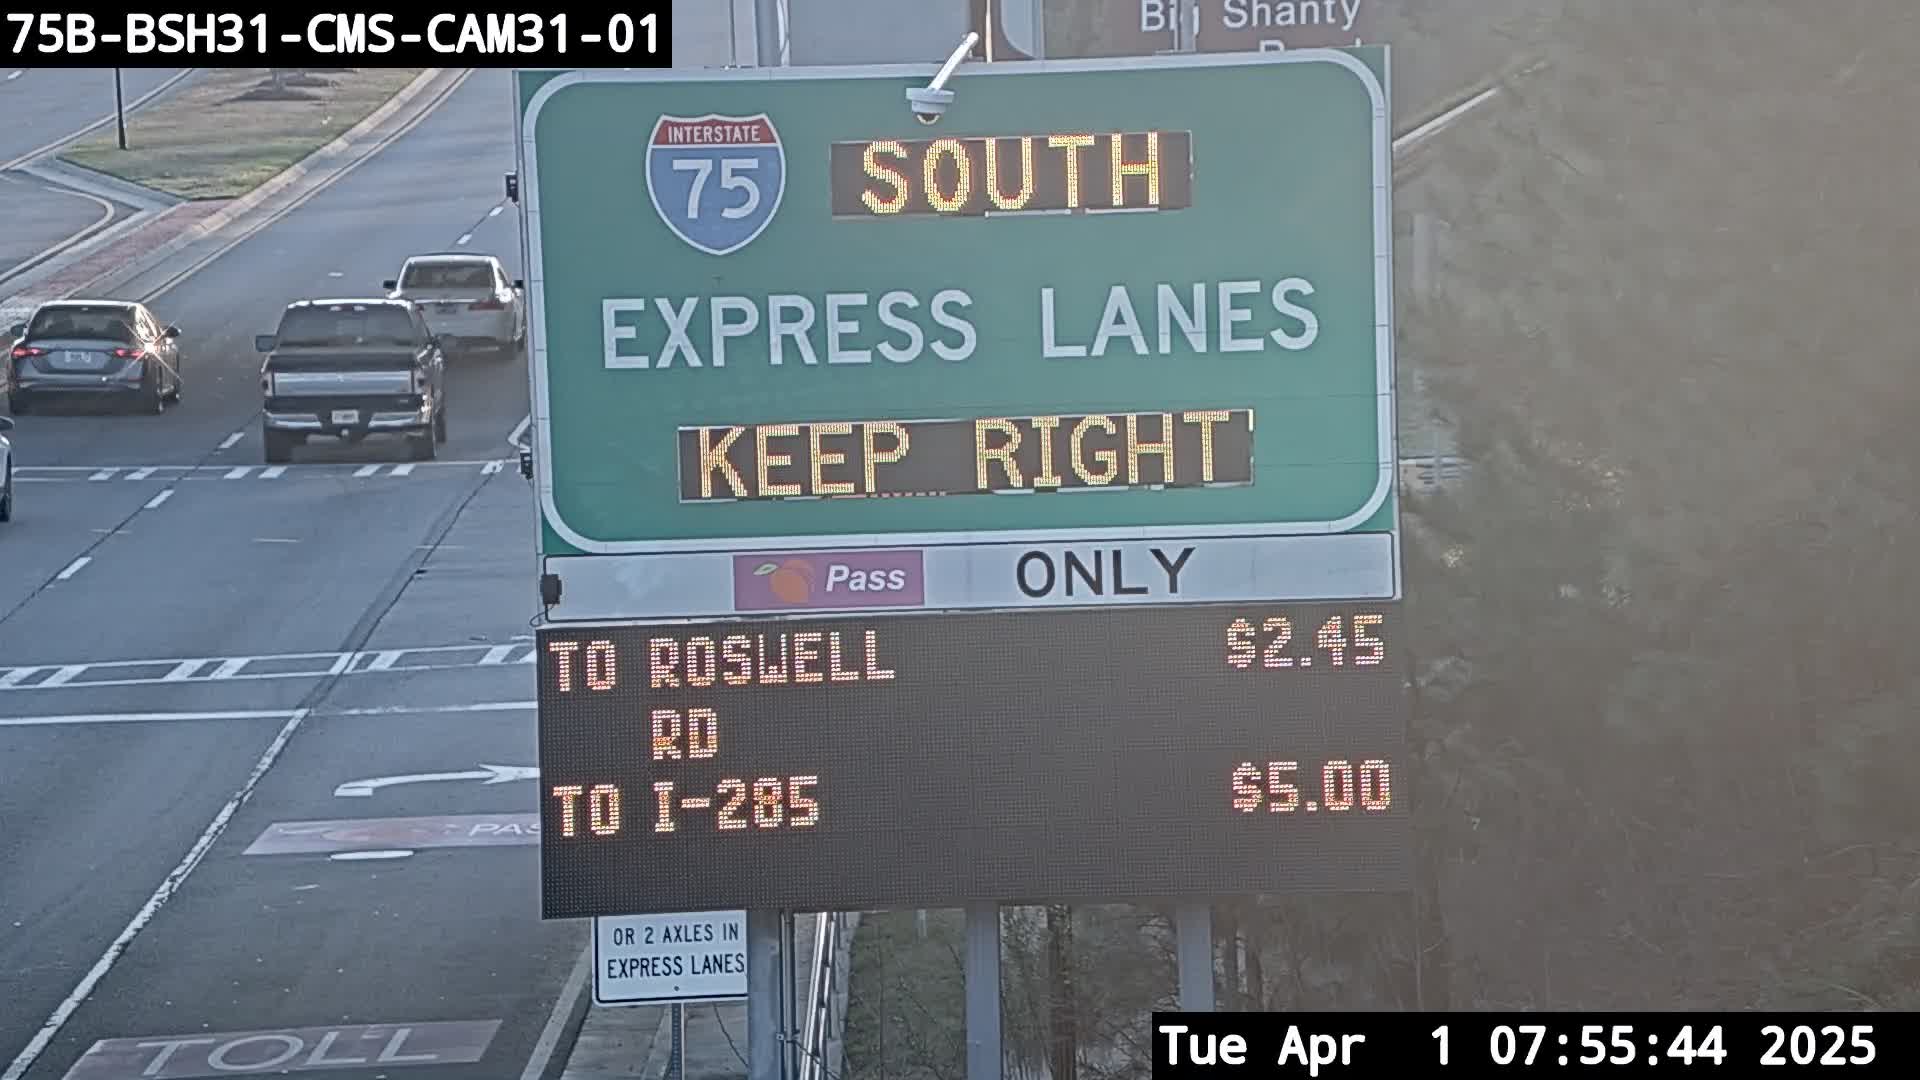 75B-BSH31-CMS-CAM31-01
Big Shanty
INTERSTATE
75
SOUTH
EXPRESS LANES
KEEP RIGHT
Pass ONLY
TO ROSWELL $2.45
RD
TO I-285 $5.00
OR 2 AXLES IN
EXPRESS LANES
TOLL
Tue Apr 1 07:55:44 2025